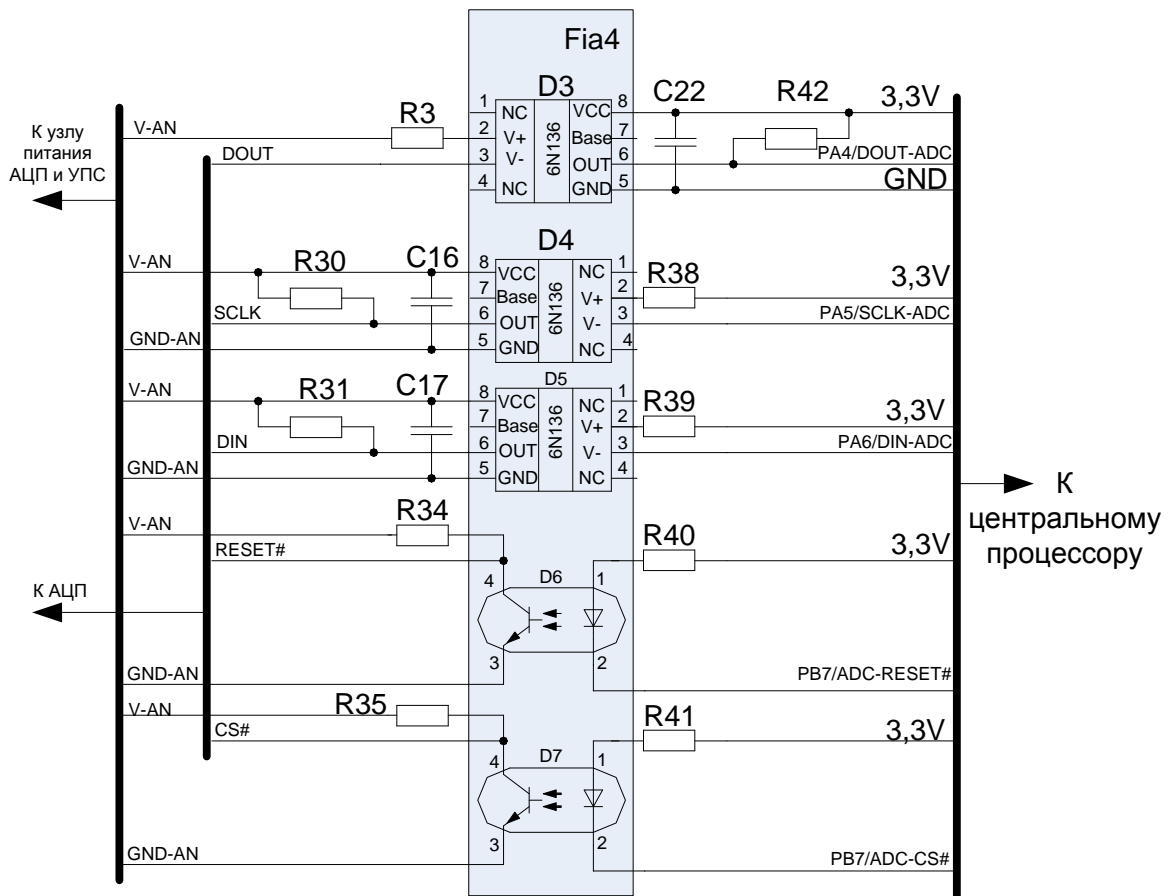 Fia4
D3
C22
R42
3,3V
R3
1
NC
VCC
8
V-AN
2
V+
6N136
Base
7
К узлу
питания
АЦП и УПС
DOUT
3
V-
OUT
6
PA4/DOUT-ADC
4
NC
GND
5
GND
D4
V-AN
R30
C16
8
VCC
NC
1
R38
3,3V
7
Base
6N136
V+
2
SCLK
6
OUT
V-
3
PA5/SCLK-ADC
GND-AN
5
GND
NC
4
D5
V-AN
R31
C17
8
VCC
NC
1
R39
3,3V
7
Base
6N136
V+
2
DIN
6
OUT
V-
3
PA6/DIN-ADC
GND-AN
5
GND
NC
4
К
центральному
процессору
V-AN
R34
R40
3,3V
RESET#
4
D6
1
К АЦП
3
2
GND-AN
PB7/ADC-RESET#
V-AN
R35
R41
3,3V
CS#
4
D7
1
3
2
GND-AN
PB7/ADC-CS#